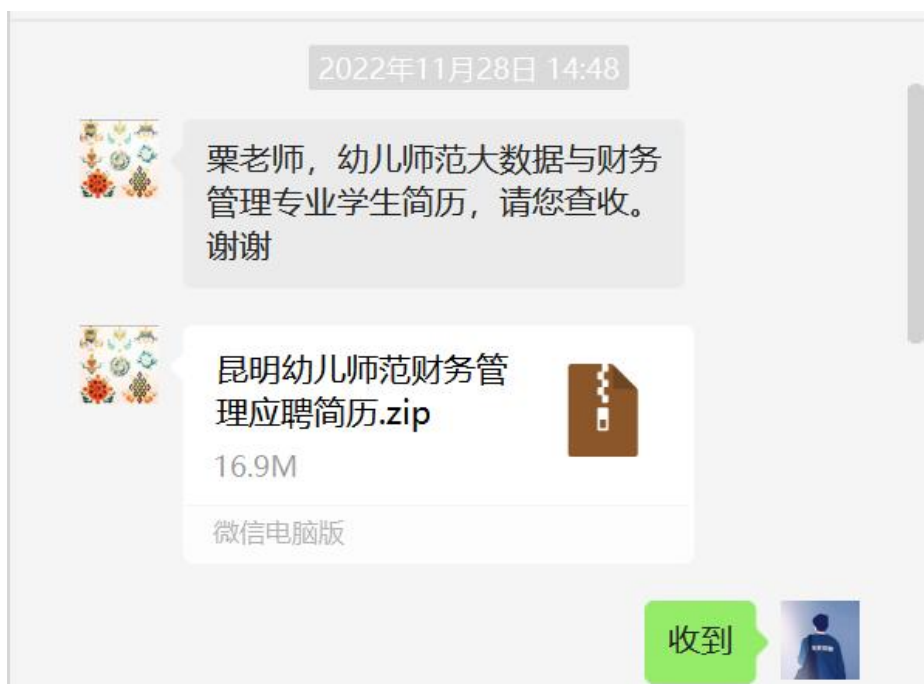 2022年11月28日 14:48
栗老师，幼儿师范大数据与财务
管理专业学生简历，请您查收。
谢谢
昆明幼儿师范财务管
理应聘简历.zip
16.9M
微信电脑版
收到